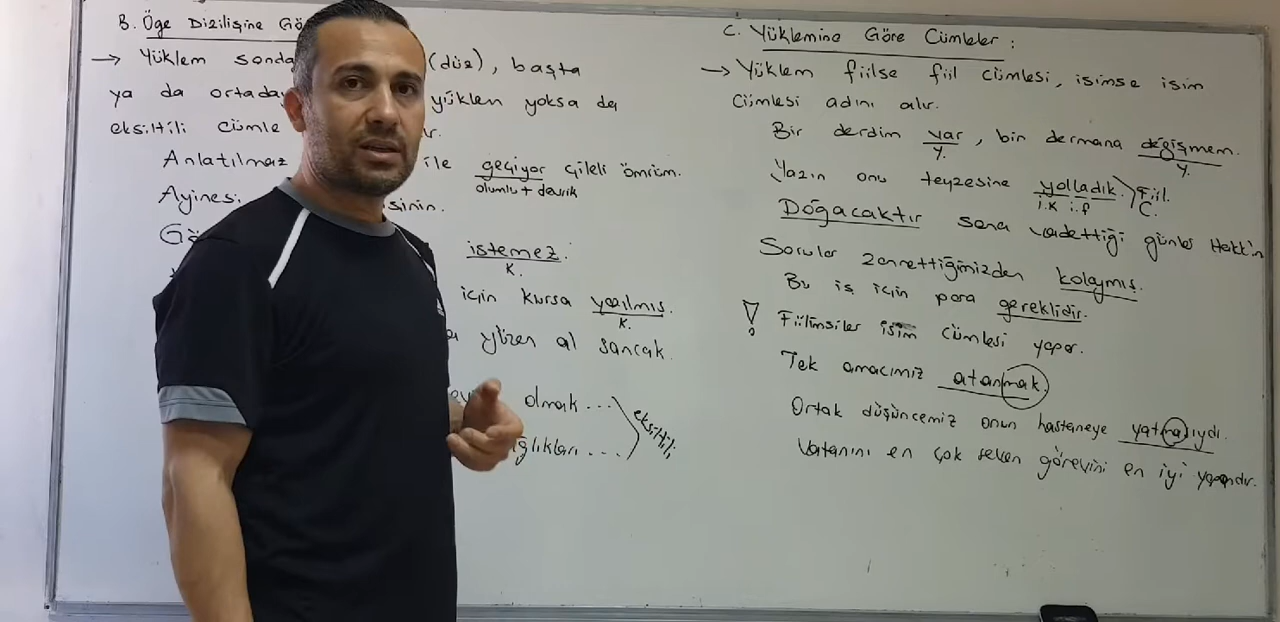 B. Öge Dizilişine Gö
→ Yüklem sonda (düz), başta
ya da ortada yüklem yoksa da
eksiltili cümle r.
Anlatılmaz ile geçiyor çileli ömrüm.
olumlu + devrik
Ayinesi sinin.
Gö istemez.
K.
için kursa yazılmış.
K.
yüzen al sancak.
olmak...
ığlıkları ....
eksiltili
C. Yüklemine Göre Cümleler :
→ Yüklem fiilse fiil cümlesi, isimse isim
cümlesi adını alır.
Bir derdim var, bin dermana değişmem.
Y. Y.
Yazın onu teyzesine yolladık. Fiil.
i.k i.f C.
Doğacaktır sana vadettiği günler Hakk'ın
Sorular zannettiğimizden kolaymış.
Bu iş için para gereklidir.
! Fiilimsiler isim cümlesi yapar.
Tek amacımız atanmak.
Ortak düşüncemiz onun hastaneye yatmasıydı.
Vatanını en çok seven görevini en iyi yapandır.